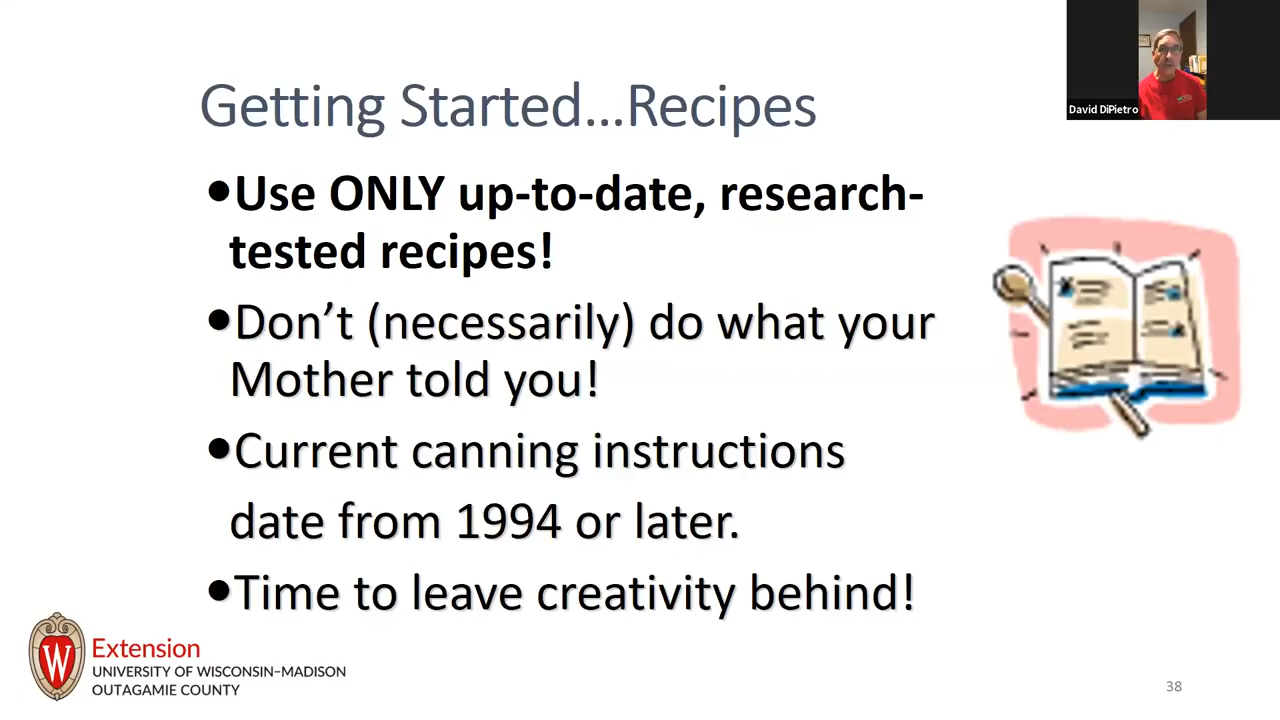 David DiPietro
Getting Started...Recipes
•Use ONLY up-to-date, research-
tested recipes!
•Don’t (necessarily) do what your
Mother told you!
•Current canning instructions
date from 1994 or later.
•Time to leave creativity behind!
W
Extension
UNIVERSITY OF WISCONSIN–MADISON
OUTAGAMIE COUNTY
38